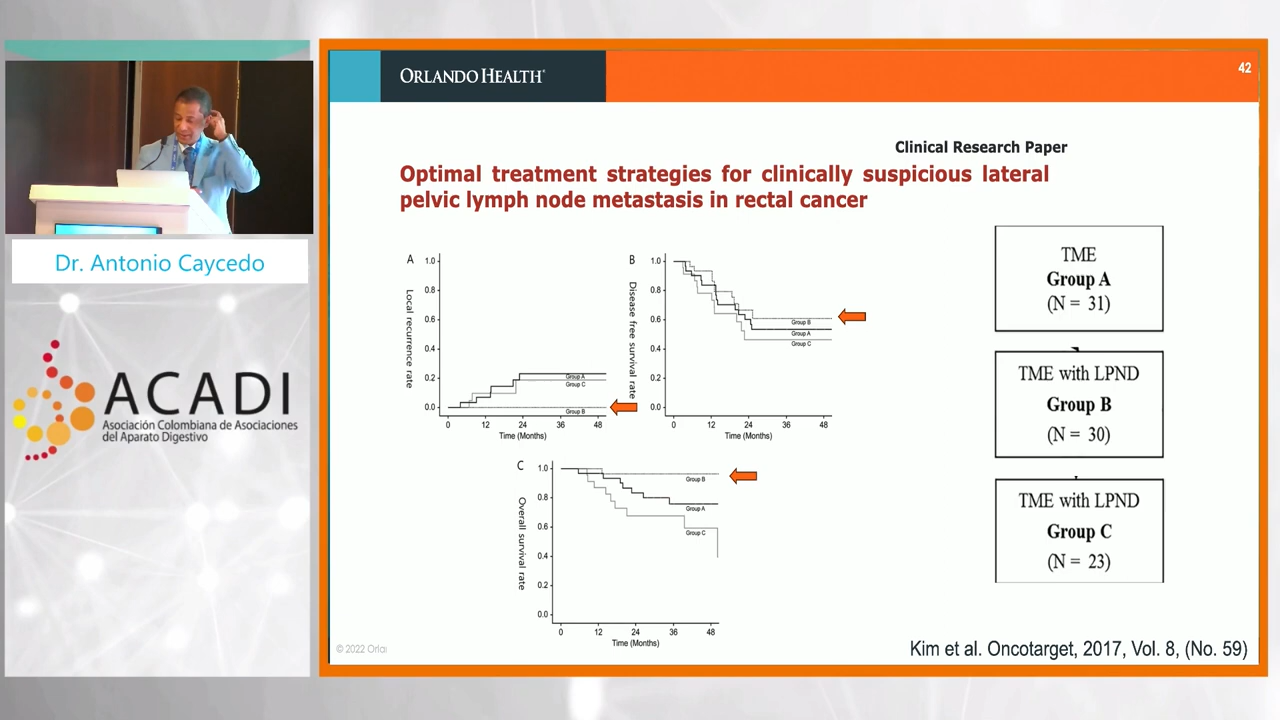 ORLANDO HEALTH
42
Clinical Research Paper
Optimal treatment strategies for clinically suspicious lateral
pelvic lymph node metastasis in rectal cancer
Dr. Antonio Caycedo
ACADI
Asociación Colombiana de Asociaciones
del Aparato Digestivo
A
Local recurrence rate
1.0
0.8
0.6
0.4
0.2
0.0
Group A
Group C
Group B
0 12 24 36 48
Time (Months)
B
Disease free survival rate
1.0
0.8
0.6
0.4
0.2
0.0
Group B
Group A
Group C
0 12 24 36 48
Time (Months)
C
Overall survival rate
1.0
0.8
0.6
0.4
0.2
0.0
Group B
Group A
Group C
0 12 24 36 48
Time (Months)
TME
Group A
(N = 31)
TME with LPND
Group B
(N = 30)
TME with LPND
Group C
(N = 23)
© 2022 Orla
Kim et al. Oncotarget, 2017, Vol. 8, (No. 59)